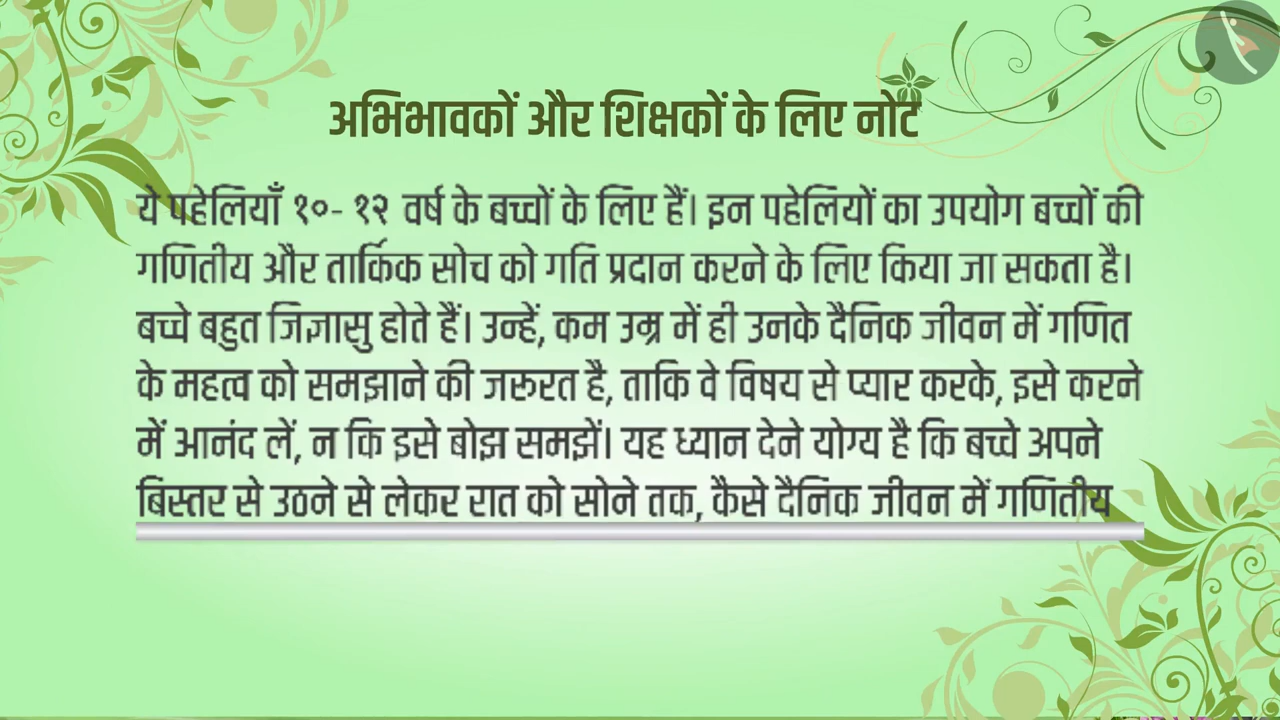 अभिभावकों और शिक्षकों के लिए नोट
ये पहेलियाँ १०- १२ वर्ष के बच्चों के लिए हैं। इन पहेलियों का उपयोग बच्चों की
गणितीय और तार्किक सोच को गति प्रदान करने के लिए किया जा सकता है।
बच्चे बहुत जिज्ञासु होते हैं। उन्हें, कम उम्र में ही उनके दैनिक जीवन में गणित
के महत्व को समझाने की जरूरत है, ताकि वे विषय से प्यार करके, इसे करने
में आनंद लें, न कि इसे बोझ समझें। यह ध्यान देने योग्य है कि बच्चे अपने
बिस्तर से उठने से लेकर रात को सोने तक, कैसे दैनिक जीवन में गणितीय